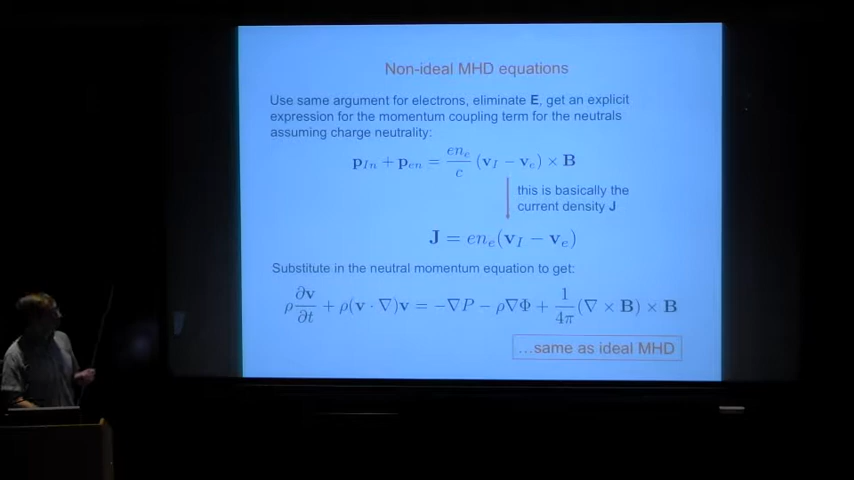 Non-ideal MHD equations
Use same argument for electrons, eliminate E, get an explicit
expression for the momentum coupling term for the neutrals
assuming charge neutrality:
p_{In} + p_{en} = \frac{en_e}{c} (v_I − v_e) × B
this is basically the
current density J
J = en_e(v_I − v_e)
Substitute in the neutral momentum equation to get:
ρ\frac{∂v}{∂t} + ρ(v · ∇)v = −∇P − ρ∇Φ + \frac{1}{4π}(∇ × B) × B
...same as ideal MHD